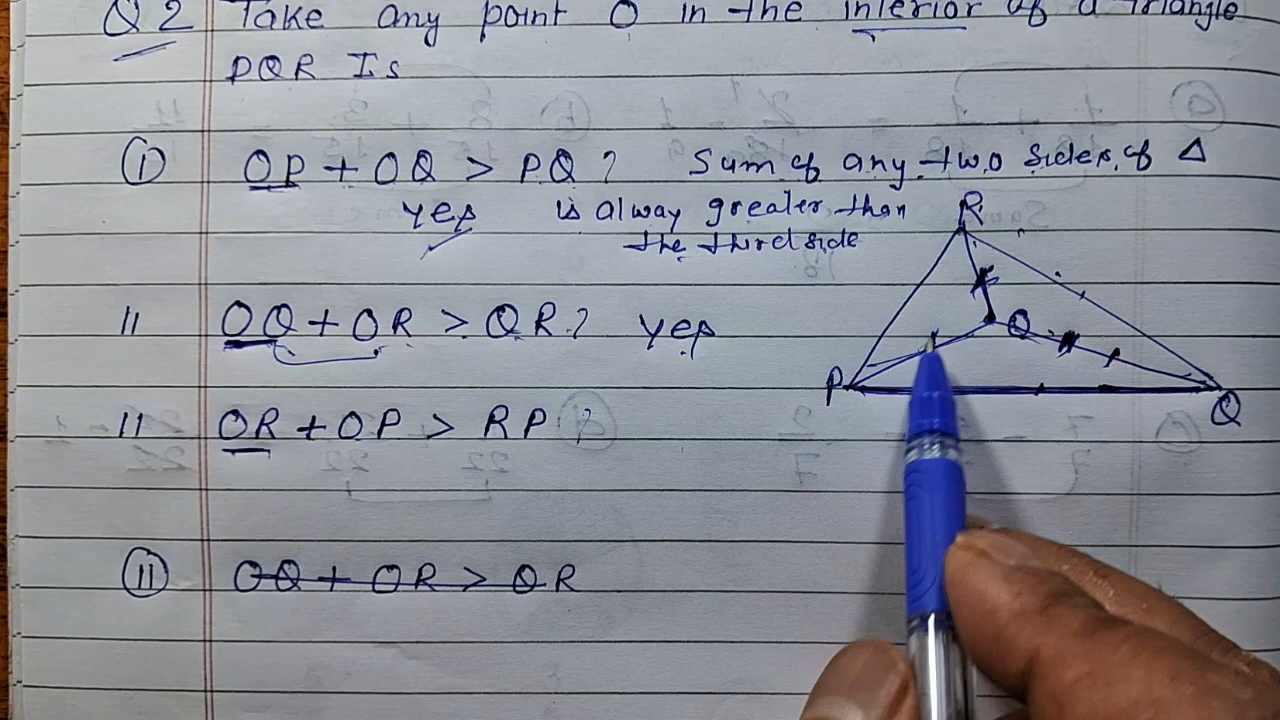 Q2 Take any point O in the interior of a triangle
PQR Is
(i) OP + OQ > PQ ? Sum of any two sides of Δ
yes is alway greater than
the third side
R
ii OQ + OR > QR ? yes
O
P
Q
ii OR + OP > RP ?
(ii) OQ + OR > QR